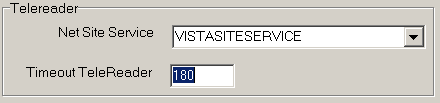 Telereader
Net Site Service VISTASITESERVICE
Timeout TeleReader 180